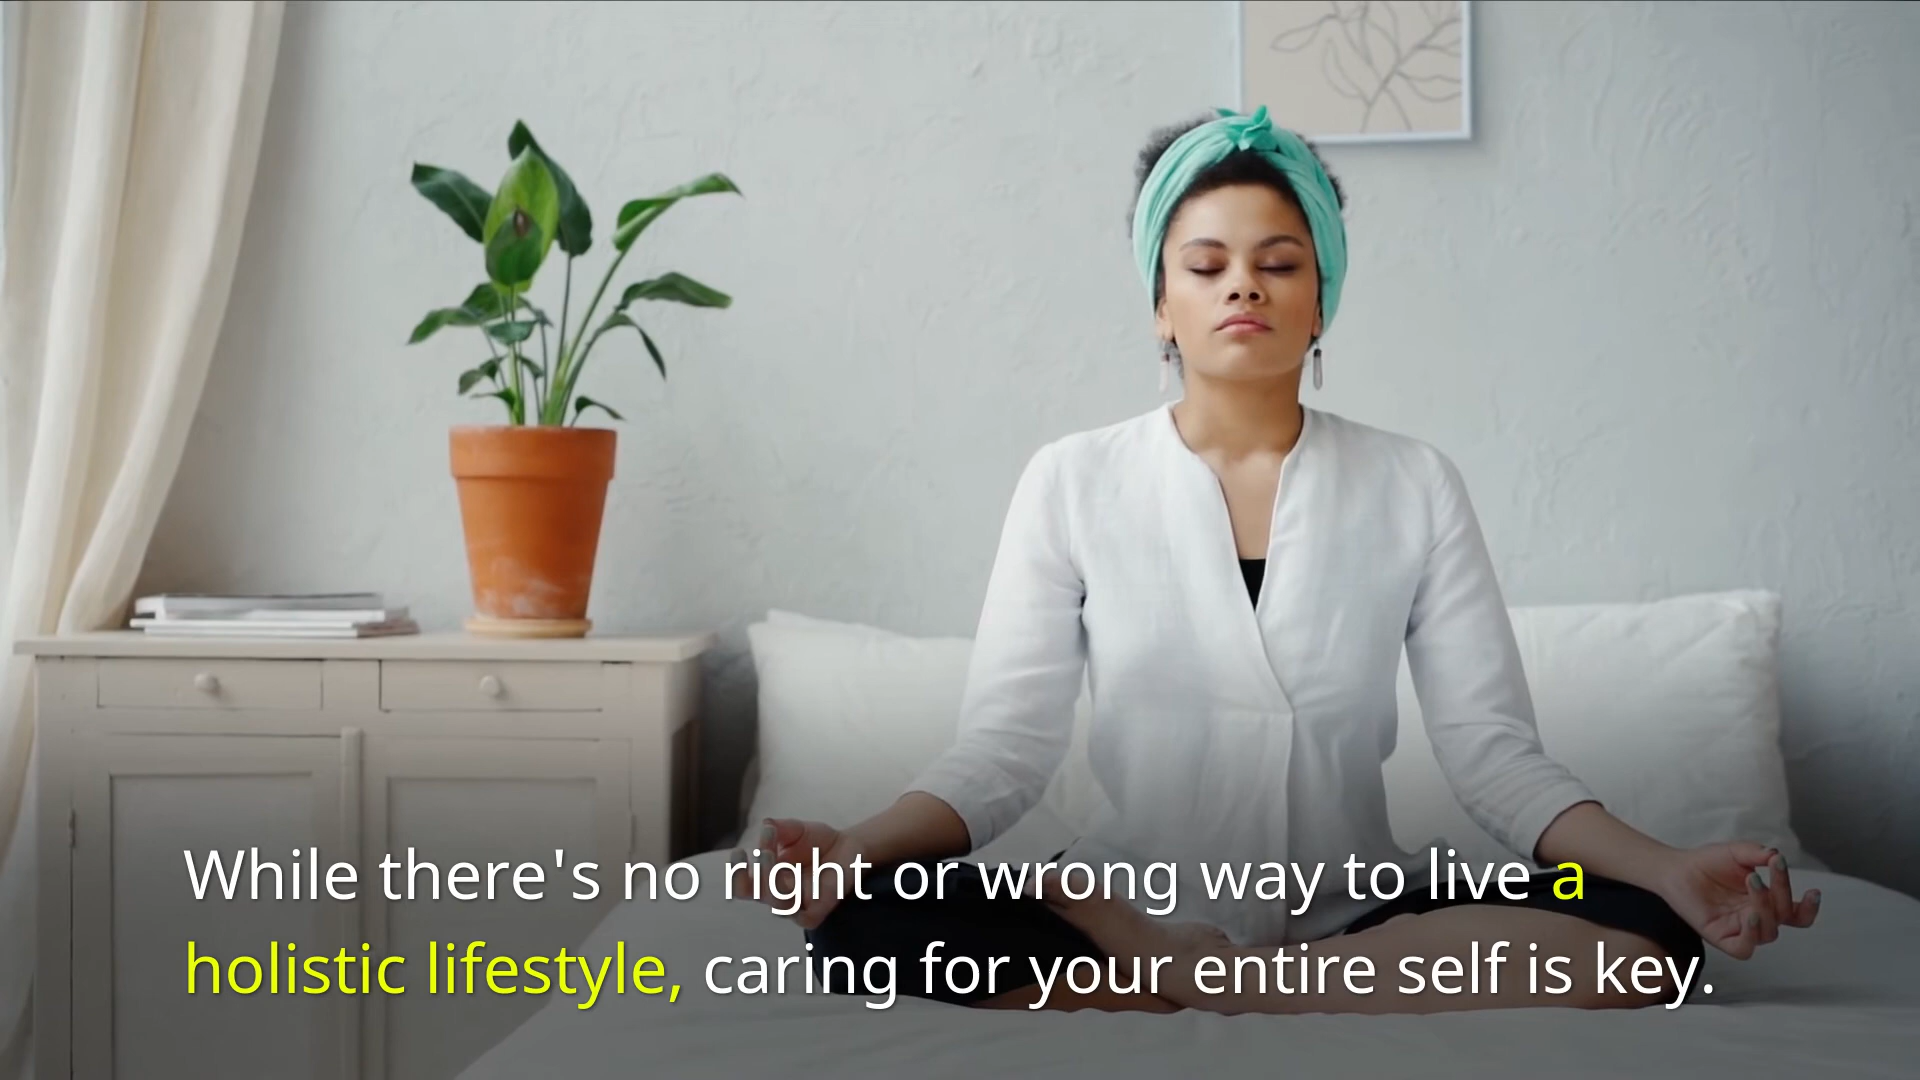 While there's no right or wrong way to live a
holistic lifestyle, caring for your entire self is key.